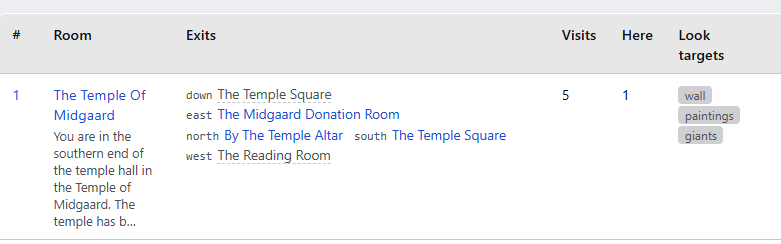 # Room Exits Visits Here Look targets
1 The Temple Of Midgaard
You are in the
southern end of
the temple hall in
the Temple of
Midgaard. The
temple has b...
down The Temple Square
east The Midgaard Donation Room
north By The Temple Altar south The Temple Square
west The Reading Room
5
1
wall
paintings
giants